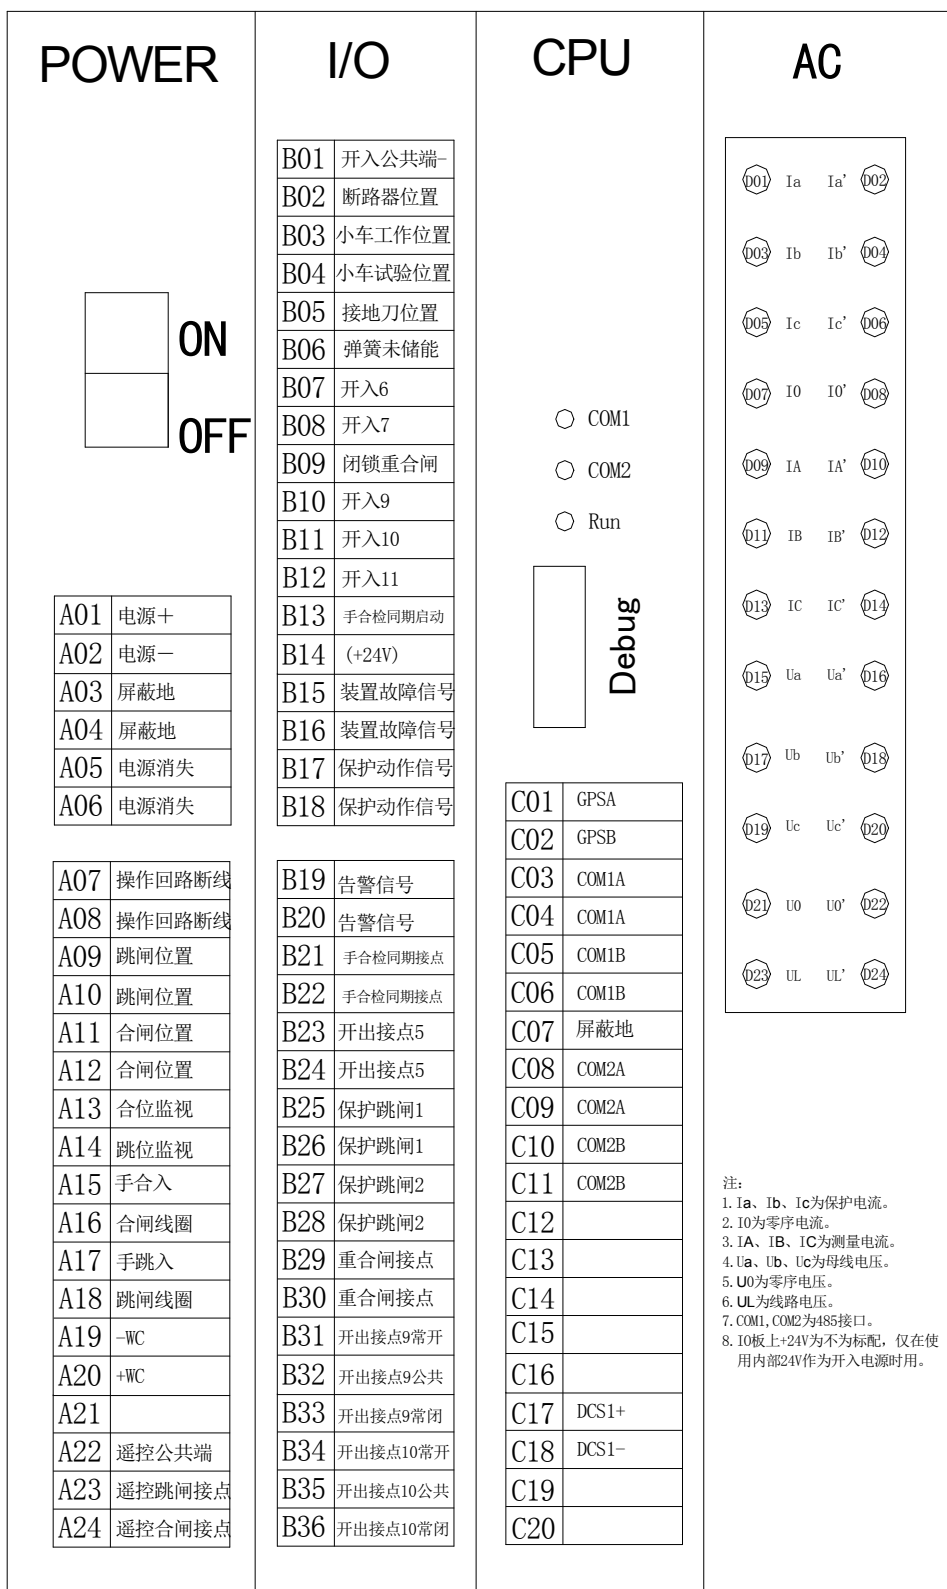 POWER
ON
OFF
A01 电源＋
A02 电源－
A03 屏蔽地
A04 屏蔽地
A05 电源消失
A06 电源消失
A07 操作回路断线
A08 操作回路断线
A09 跳闸位置
A10 跳闸位置
A11 合闸位置
A12 合闸位置
A13 合位监视
A14 跳位监视
A15 手合入
A16 合闸线圈
A17 手跳入
A18 跳闸线圈
A19 -WC
A20 +WC
A21
A22 遥控公共端
A23 遥控跳闸接点
A24 遥控合闸接点
I/O
B01 开入公共端-
B02 断路器位置
B03 小车工作位置
B04 小车试验位置
B05 接地刀位置
B06 弹簧未储能
B07 开入6
B08 开入7
B09 闭锁重合闸
B10 开入9
B11 开入10
B12 开入11
B13 手合检同期启动
B14 (+24V)
B15 装置故障信号
B16 装置故障信号
B17 保护动作信号
B18 保护动作信号
B19 告警信号
B20 告警信号
B21 手合检同期接点
B22 手合检同期接点
B23 开出接点5
B24 开出接点5
B25 保护跳闸1
B26 保护跳闸1
B27 保护跳闸2
B28 保护跳闸2
B29 重合闸接点
B30 重合闸接点
B31 开出接点9常开
B32 开出接点9公共
B33 开出接点9常闭
B34 开出接点10常开
B35 开出接点10公共
B36 开出接点10常闭
CPU
COM1
COM2
Run
Debug
C01 GPSA
C02 GPSB
C03 COM1A
C04 COM1A
C05 COM1B
C06 COM1B
C07 屏蔽地
C08 COM2A
C09 COM2A
C10 COM2B
C11 COM2B
C12
C13
C14
C15
C16
C17 DCS1+
C18 DCS1-
C19
C20
AC
D01 Ia Ia' D02
D03 Ib Ib' D04
D05 Ic Ic' D06
D07 I0 I0' D08
D09 IA IA' D10
D11 IB IB' D12
D13 IC IC' D14
D15 Ua Ua' D16
D17 Ub Ub' D18
D19 Uc Uc' D20
D21 U0 U0' D22
D23 UL UL' D24
注:
1. Ia、Ib、Ic为保护电流。
2. I0为零序电流。
3. IA、IB、IC为测量电流。
4. Ua、Ub、Uc为母线电压。
5. U0为零序电压。
6. UL为线路电压。
7. COM1,COM2为485接口。
8. IO板上+24V为不为标配，仅在使
用内部24V作为开入电源时用。